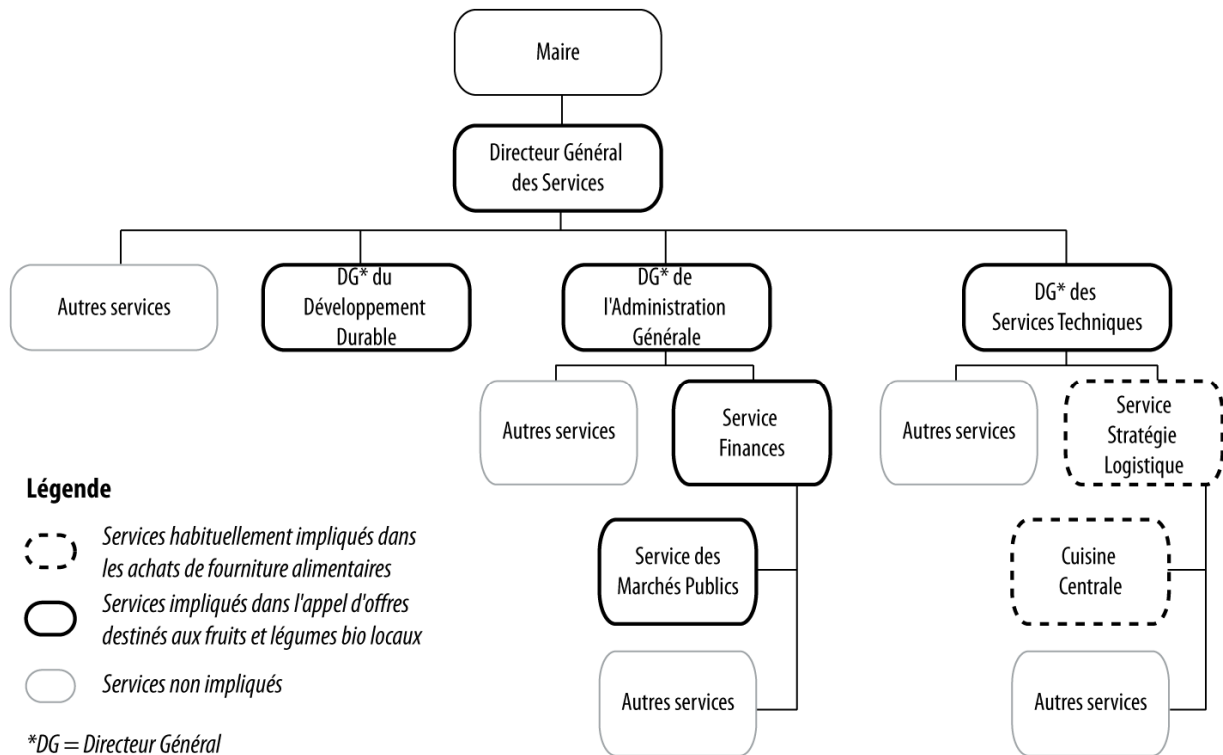 Maire
Directeur Général
des Services
Autres services
DG* du
Développement
Durable
DG* de
l'Administration
Générale
DG* des
Services Techniques
Autres services
Service
Finances
Autres services
Service
Stratégie
Logistique
Service des
Marchés Publics
Cuisine
Centrale
Autres services
Autres services
Légende
Services habituellement impliqués dans
les achats de fourniture alimentaires
Services impliqués dans l'appel d'offres
destinés aux fruits et légumes bio locaux
Services non impliqués
*DG = Directeur Général